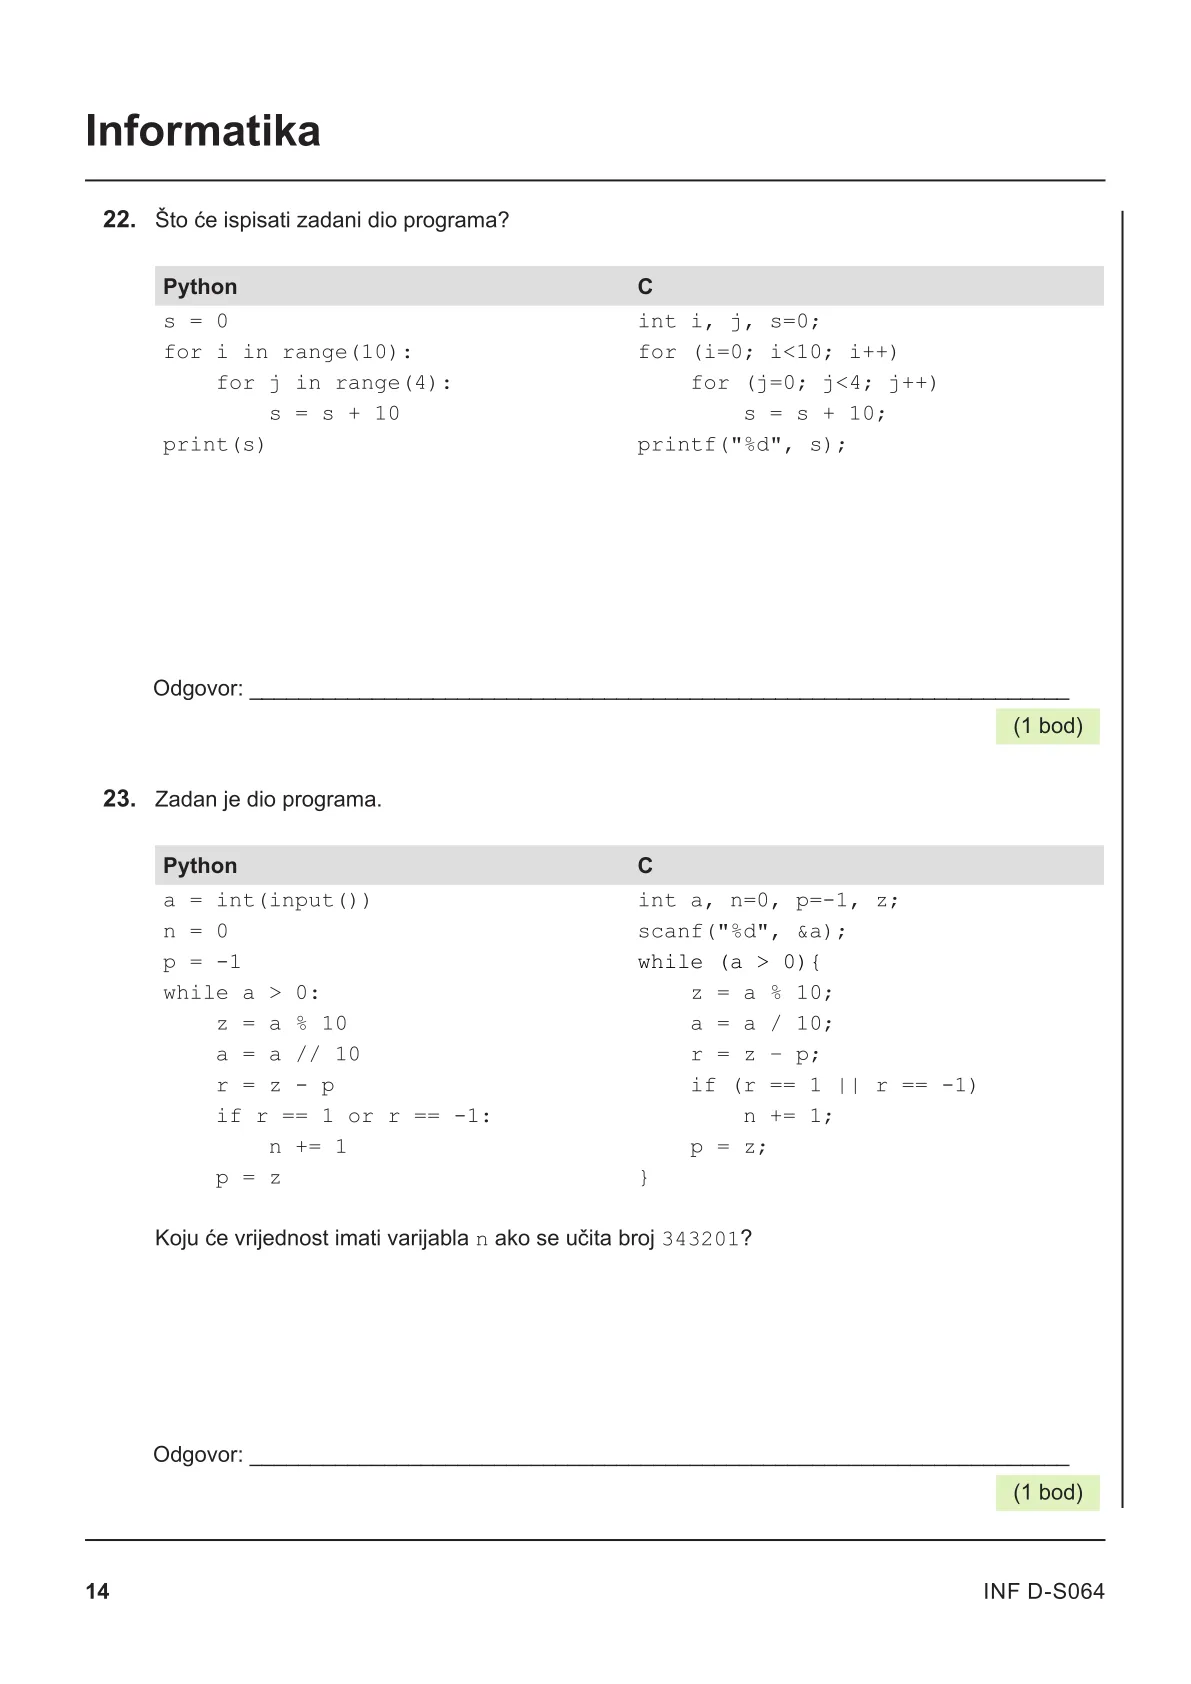 Informatika
22. Što će ispisati zadani dio programa?
Python C
s = 0 int i, j, s=0;
for i in range(10): for (i=0; i<10; i++)
    for j in range(4):     for (j=0; j<4; j++)
        s = s + 10         s = s + 10;
print(s) printf("%d", s);
Odgovor: ____________________________________________________________________
(1 bod)
23. Zadan je dio programa.
Python C
a = int(input()) int a, n=0, p=-1, z;
n = 0 scanf("%d", &a);
p = -1 while (a > 0){
while a > 0:     z = a % 10;
    z = a % 10     a = a / 10;
    a = a // 10     r = z – p;
    r = z - p     if (r == 1 || r == -1)
    if r == 1 or r == -1:         n += 1;
        n += 1     p = z;
    p = z }
Koju će vrijednost imati varijabla n ako se učita broj 343201?
Odgovor: ____________________________________________________________________
(1 bod)
14 INF D-S064